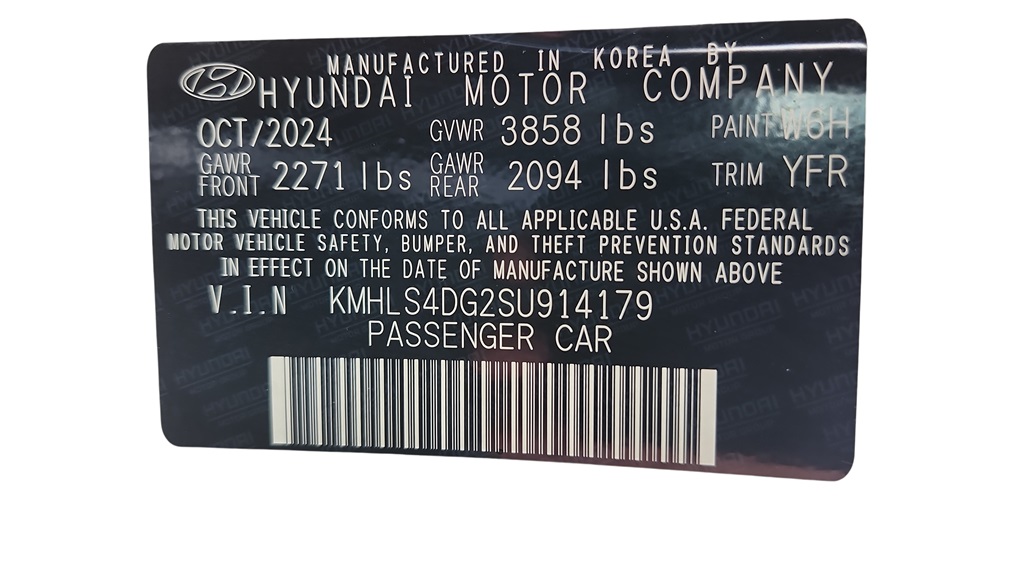 MANUFACTURED IN KOREA BY
HYUNDAI MOTOR COMPANY
OCT/2024 GVWR 3858 lbs PAINT W6H
GAWR FRONT 2271 lbs GAWR REAR 2094 lbs TRIM YFR
THIS VEHICLE CONFORMS TO ALL APPLICABLE U.S.A. FEDERAL
MOTOR VEHICLE SAFETY, BUMPER, AND THEFT PREVENTION STANDARDS
IN EFFECT ON THE DATE OF MANUFACTURE SHOWN ABOVE
V.I.N KMHLS4DG2SU914179
PASSENGER CAR